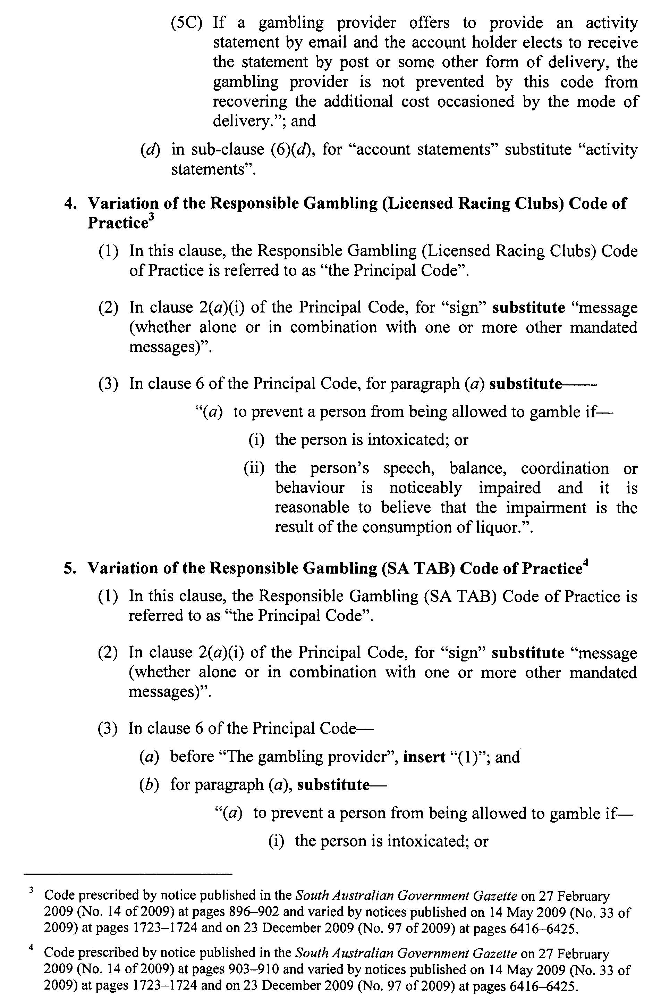 (5C) If a gambling provider offers to provide an activity
statement by email and the account holder elects to receive
the statement by post or some other form of delivery, the
gambling provider is not prevented by this code from
recovering the additional cost occasioned by the mode of
delivery.”; and
(d) in sub-clause (6)(d), for “account statements” substitute “activity
statements”.
4. Variation of the Responsible Gambling (Licensed Racing Clubs) Code of
Practice³
(1) In this clause, the Responsible Gambling (Licensed Racing Clubs) Code
of Practice is referred to as “the Principal Code”.
(2) In clause 2(a)(i) of the Principal Code, for “sign” substitute “message
(whether alone or in combination with one or more other mandated
messages)”.
(3) In clause 6 of the Principal Code, for paragraph (a) substitute——
“(a) to prevent a person from being allowed to gamble if—
(i) the person is intoxicated; or
(ii) the person’s speech, balance, coordination or
behaviour is noticeably impaired and it is
reasonable to believe that the impairment is the
result of the consumption of liquor.”.
5. Variation of the Responsible Gambling (SA TAB) Code of Practice⁴
(1) In this clause, the Responsible Gambling (SA TAB) Code of Practice is
referred to as “the Principal Code”.
(2) In clause 2(a)(i) of the Principal Code, for “sign” substitute “message
(whether alone or in combination with one or more other mandated
messages)”.
(3) In clause 6 of the Principal Code—
(a) before “The gambling provider”, insert “(1)”; and
(b) for paragraph (a), substitute—
“(a) to prevent a person from being allowed to gamble if—
(i) the person is intoxicated; or
³ Code prescribed by notice published in the South Australian Government Gazette on 27 February
2009 (No. 14 of 2009) at pages 896–902 and varied by notices published on 14 May 2009 (No. 33 of
2009) at pages 1723–1724 and on 23 December 2009 (No. 97 of 2009) at pages 6416–6425.
⁴ Code prescribed by notice published in the South Australian Government Gazette on 27 February
2009 (No. 14 of 2009) at pages 903–910 and varied by notices published on 14 May 2009 (No. 33 of
2009) at pages 1723–1724 and on 23 December 2009 (No. 97 of 2009) at pages 6416–6425.